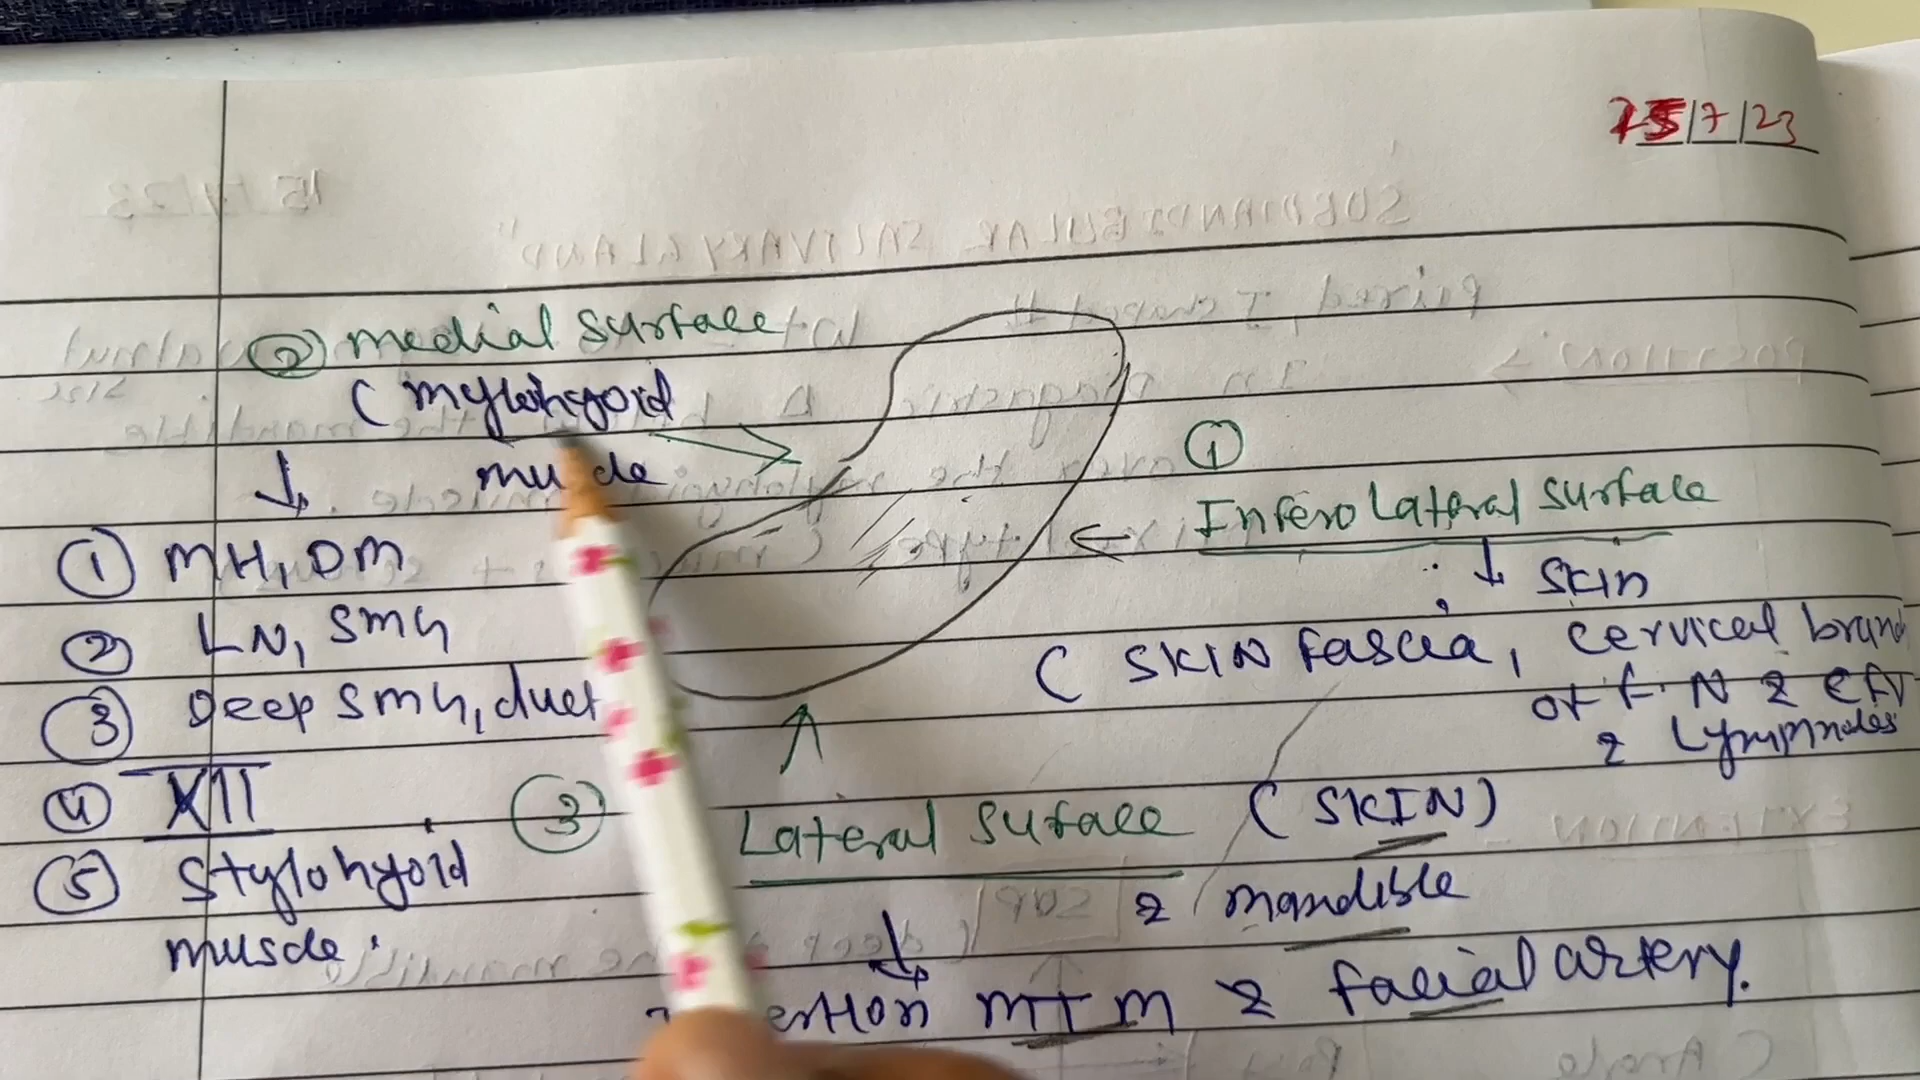 15/7/23
② medial surface
( mylohyoid
muscle
① MH, DM
② LN, SMG
③ Deep SMG, duct
④ XII
⑤ Stylohyoid
muscle.
①
Infero Lateral surface
↓ Skin
( SKIN fascia, cervical branch
of f. N & CFV
& Lymphnodes
③ Lateral suface ( SKIN )
& mandible
ertion MTM & facial artery.